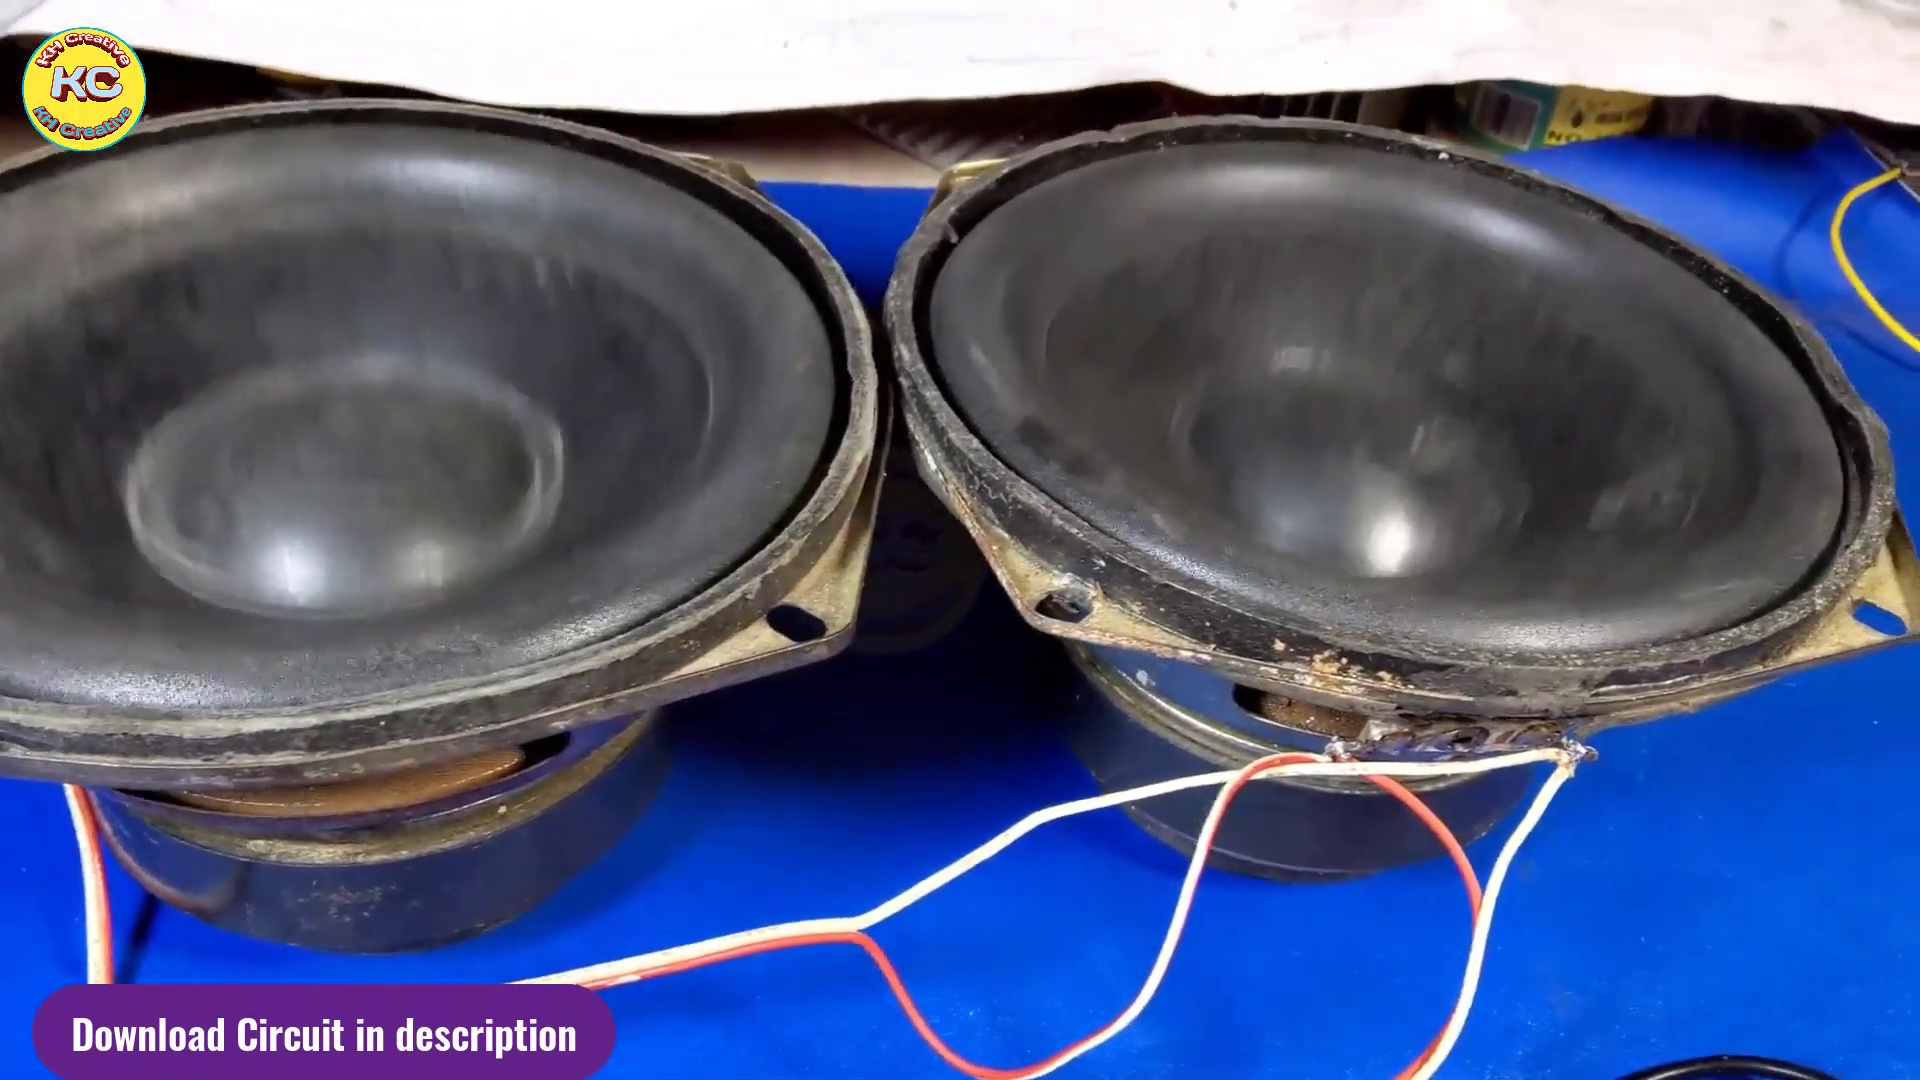 KH Creative
KC
KH Creative
Download Circuit in description